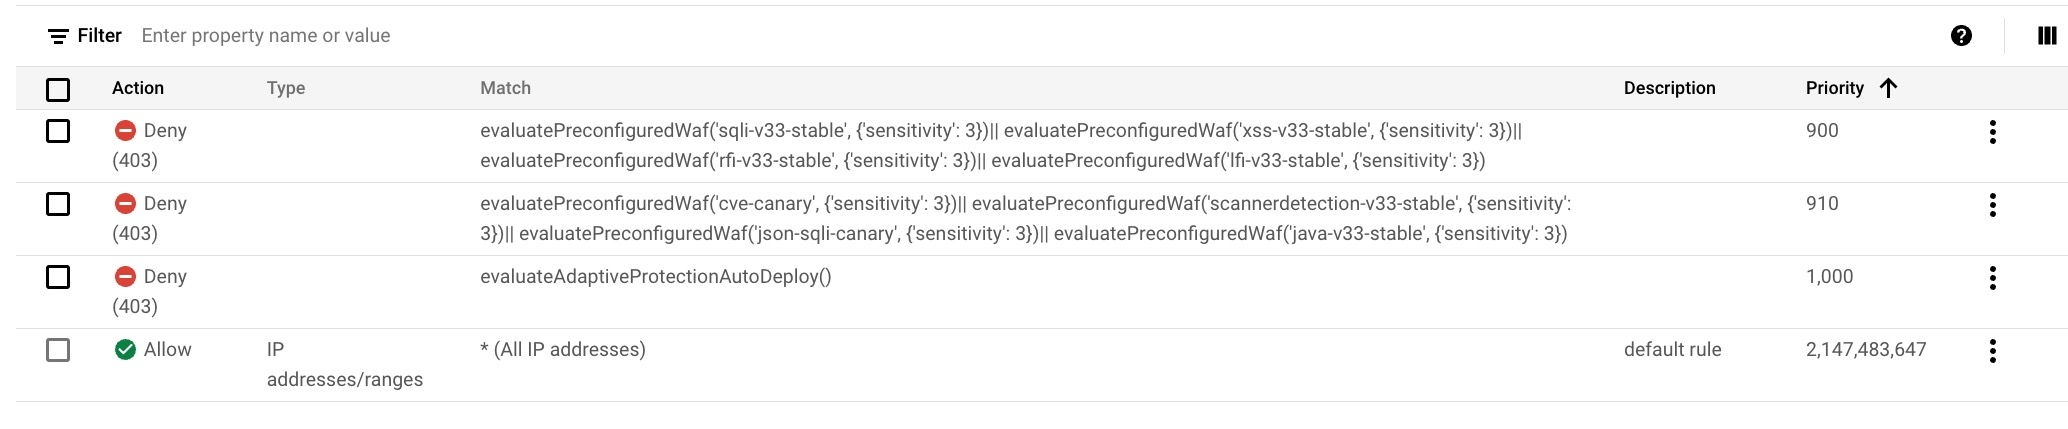 Filter Enter property name or value
Action Type Match Description Priority
Deny evaluatePreconfiguredWaf('sqli-v33-stable', {'sensitivity': 3})|| evaluatePreconfiguredWaf('xss-v33-stable', {'sensitivity': 3})|| 900
(403) evaluatePreconfiguredWaf('rfi-v33-stable', {'sensitivity': 3})|| evaluatePreconfiguredWaf('lfi-v33-stable', {'sensitivity': 3})
Deny evaluatePreconfiguredWaf('cve-canary', {'sensitivity': 3})|| evaluatePreconfiguredWaf('scannerdetection-v33-stable', {'sensitivity': 910
(403) 3})|| evaluatePreconfiguredWaf('json-sqli-canary', {'sensitivity': 3})|| evaluatePreconfiguredWaf('java-v33-stable', {'sensitivity': 3})
Deny evaluateAdaptiveProtectionAutoDeploy() 1,000
(403)
Allow IP * (All IP addresses) default rule 2,147,483,647
addresses/ranges